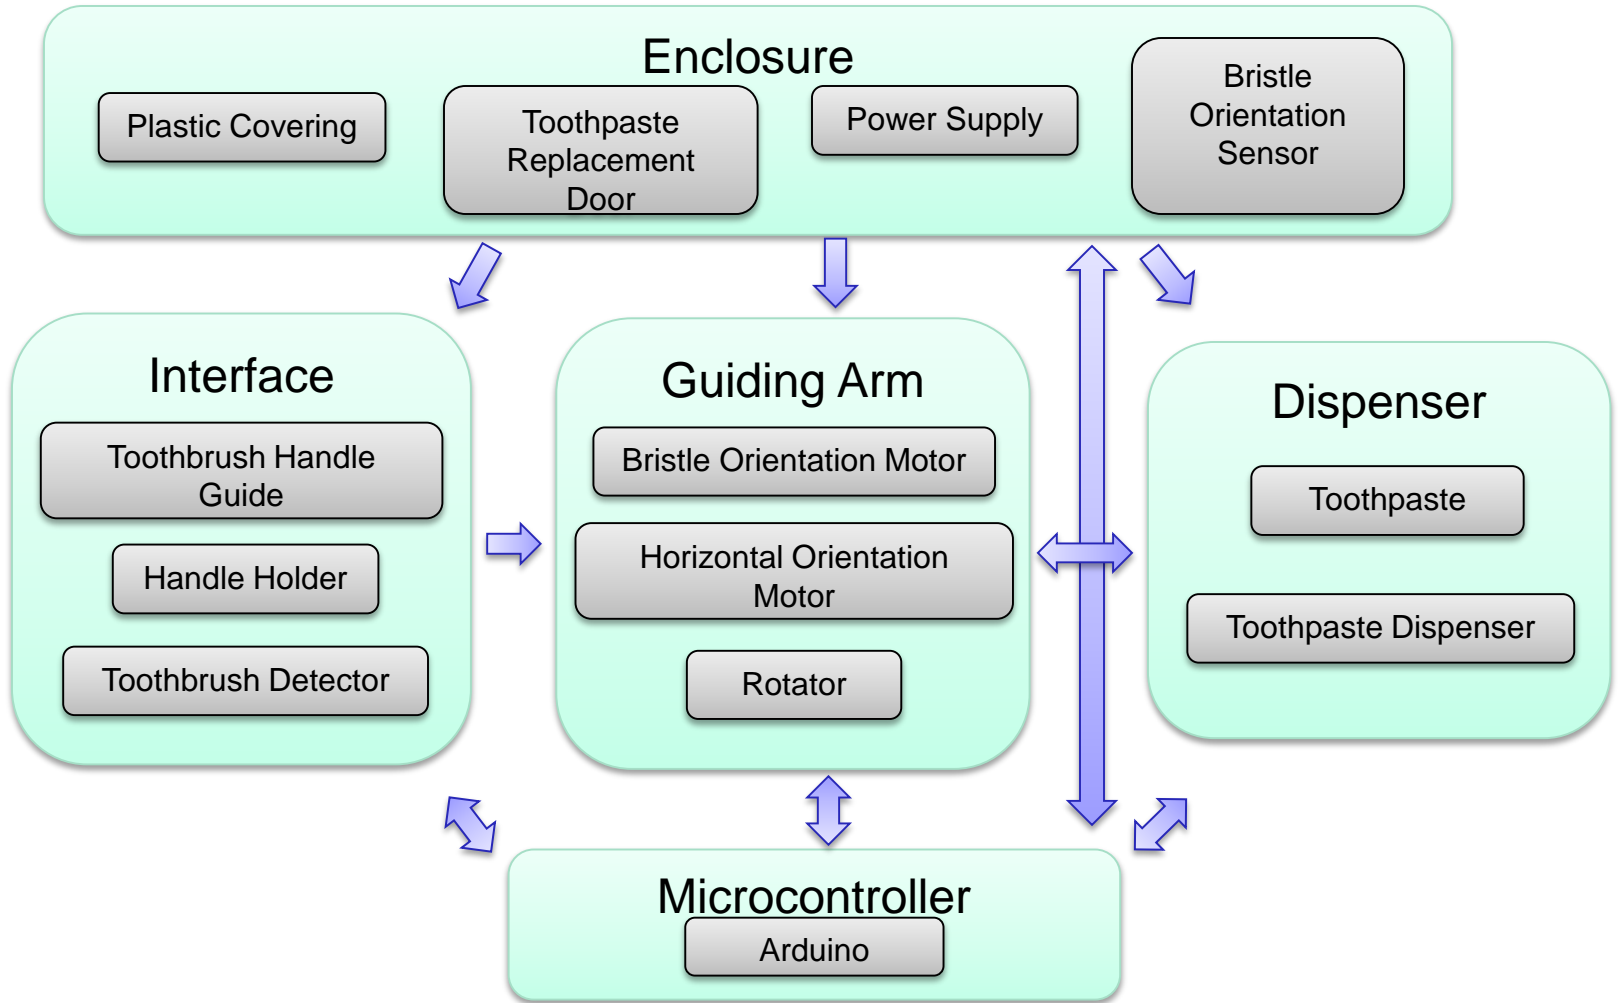 Enclosure
Plastic Covering
Toothpaste
Replacement
Door
Power Supply
Bristle
Orientation
Sensor
Interface
Toothbrush Handle
Guide
Handle Holder
Toothbrush Detector
Guiding Arm
Bristle Orientation Motor
Horizontal Orientation
Motor
Rotator
Dispenser
Toothpaste
Toothpaste Dispenser
Microcontroller
Arduino